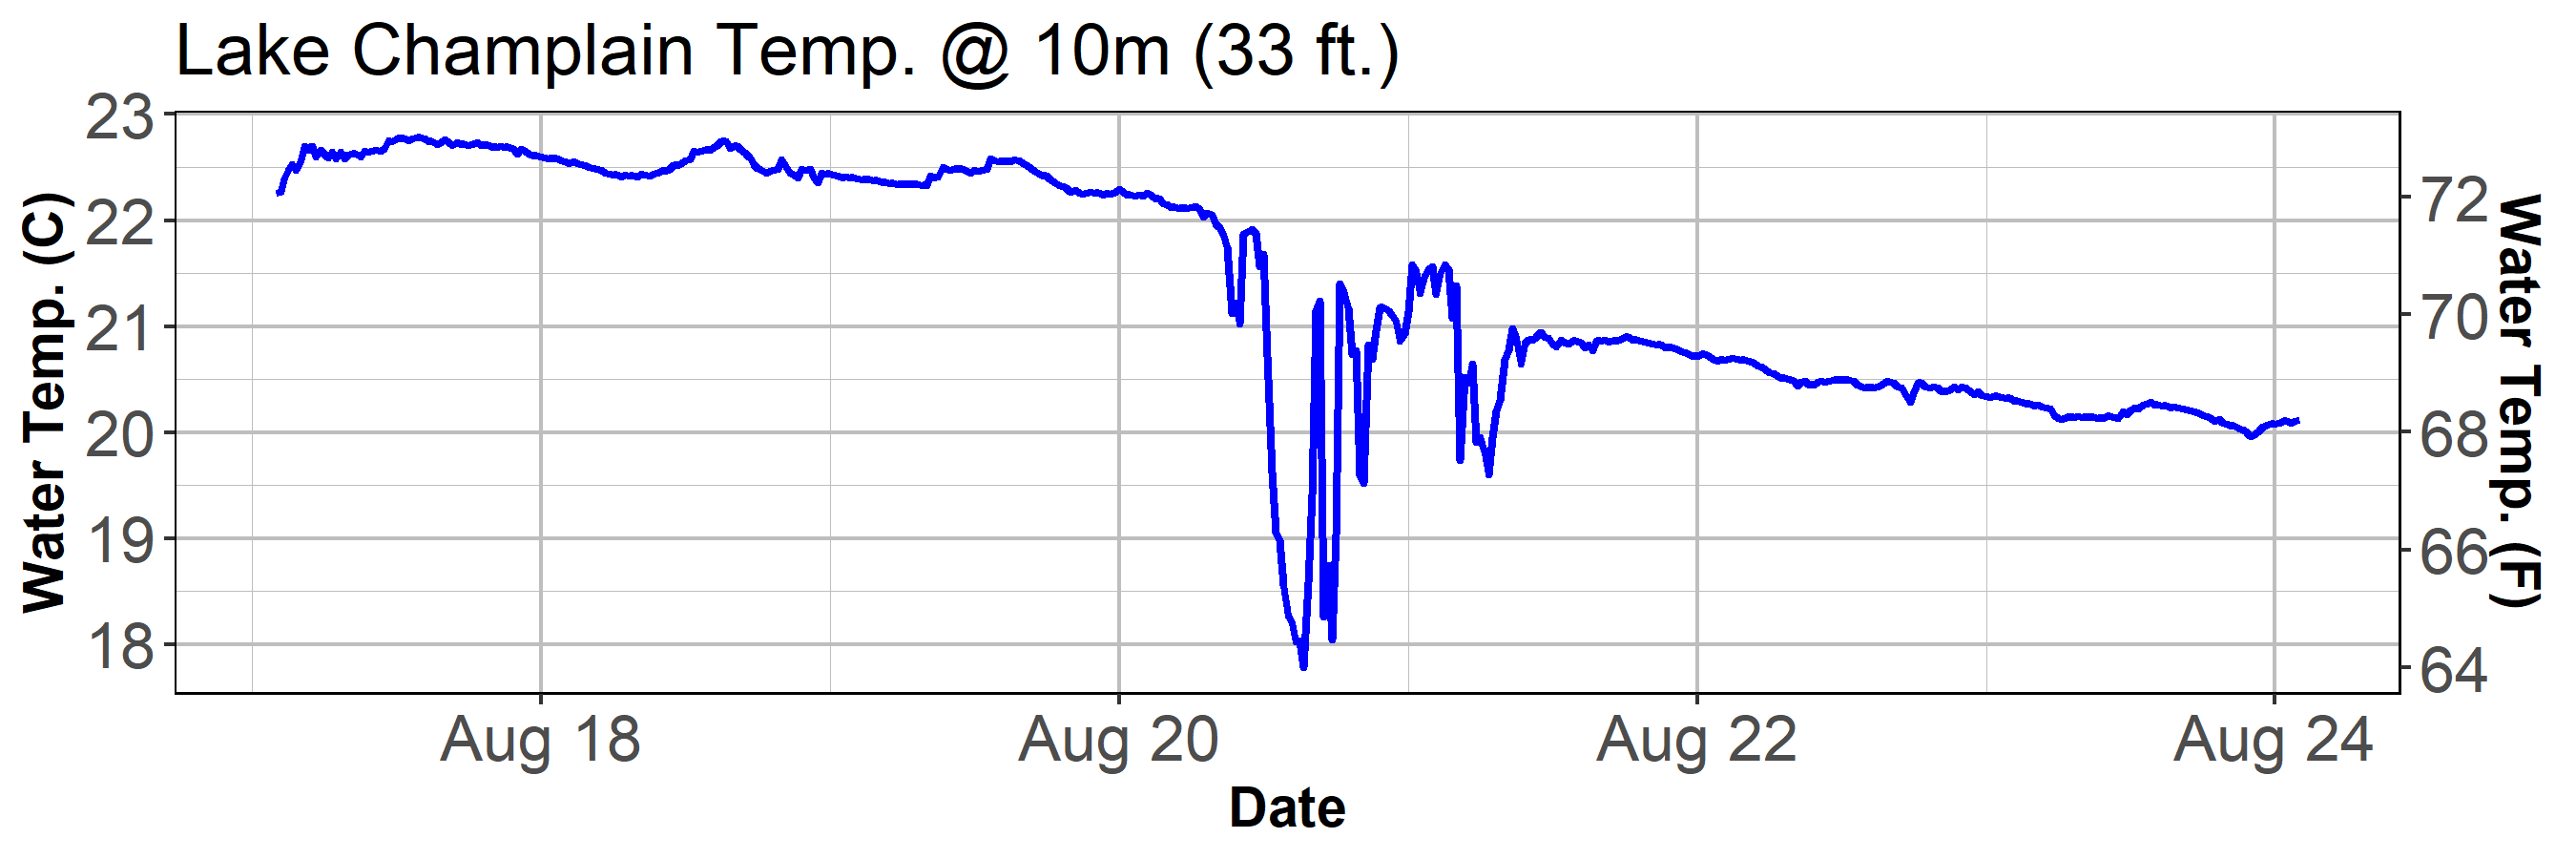 Lake Champlain Temp. @ 10m (33 ft.)
Water Temp. (C)
23
22
21
20
19
18
72
70
68
66
64
Water Temp. (F)
Aug 18
Aug 20
Aug 22
Aug 24
Date